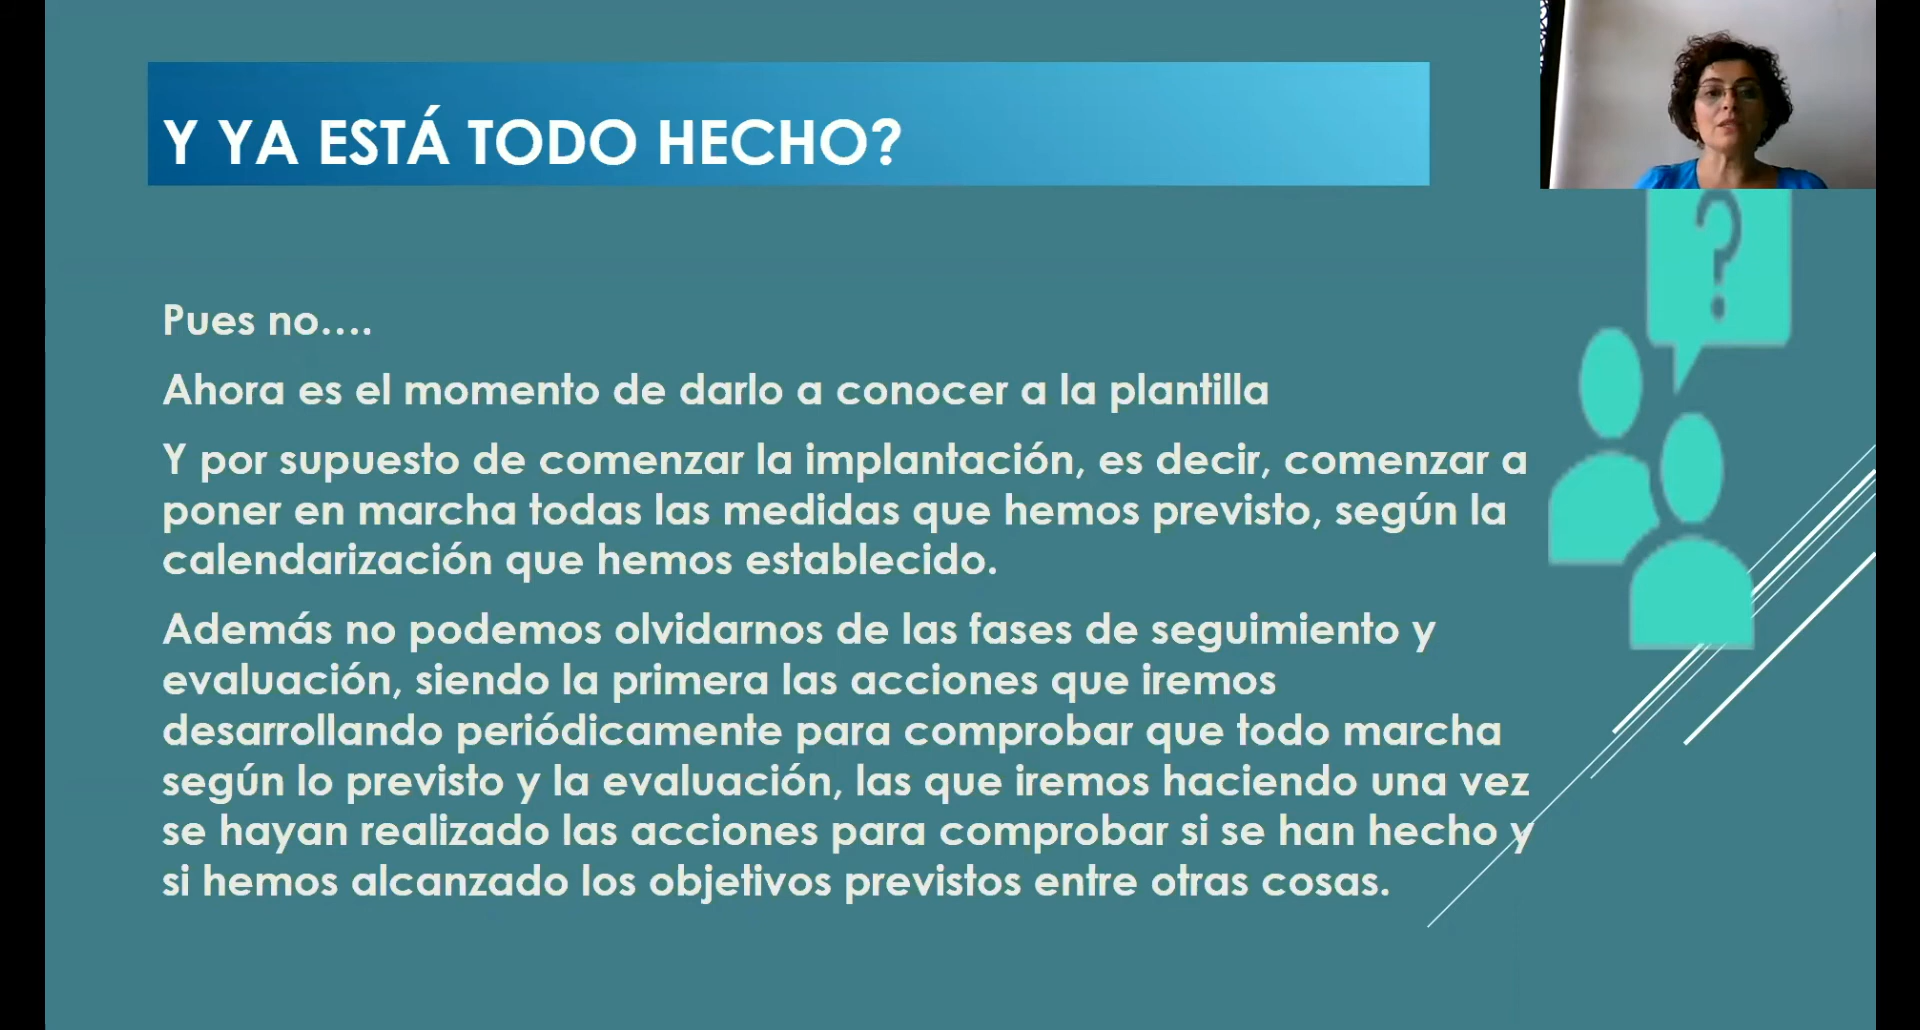 Y YA ESTÁ TODO HECHO?
?
Pues no....
Ahora es el momento de darlo a conocer a la plantilla
Y por supuesto de comenzar la implantación, es decir, comenzar a
poner en marcha todas las medidas que hemos previsto, según la
calendarización que hemos establecido.
Además no podemos olvidarnos de las fases de seguimiento y
evaluación, siendo la primera las acciones que iremos
desarrollando periódicamente para comprobar que todo marcha
según lo previsto y la evaluación, las que iremos haciendo una vez
se hayan realizado las acciones para comprobar si se han hecho y
si hemos alcanzado los objetivos previstos entre otras cosas.